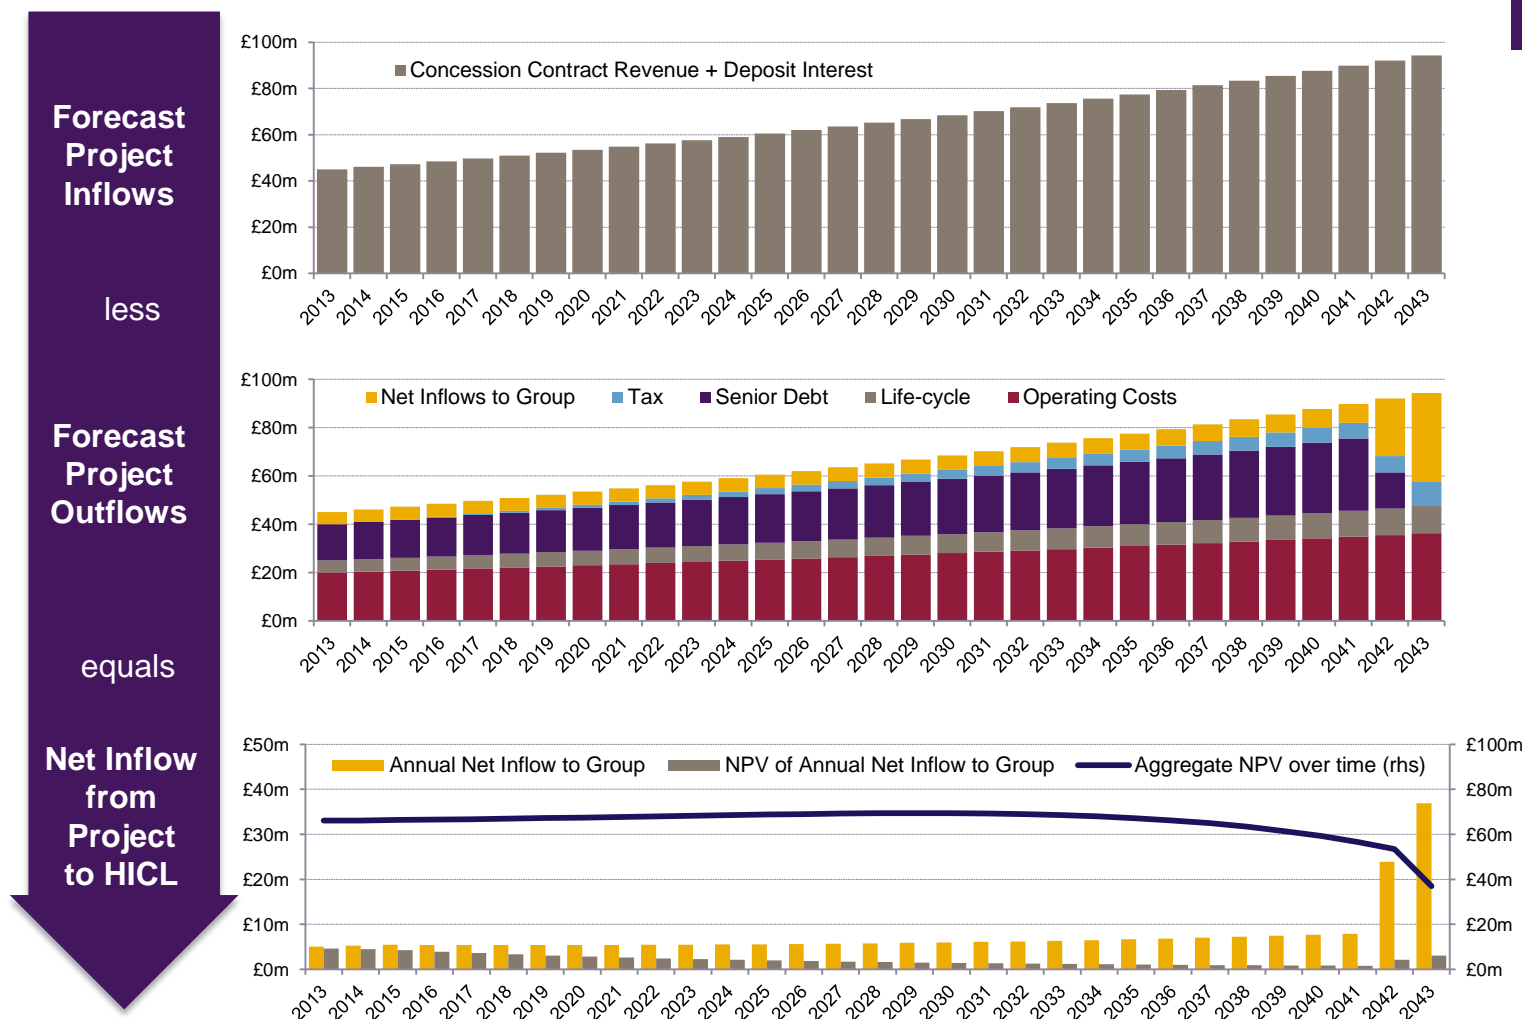 Forecast
Project
Inflows
less
Forecast
Project
Outflows
equals
Net Inflow
from
Project
to HICL
£100m
£80m
£60m
£40m
£20m
£0m
Concession Contract Revenue + Deposit Interest
2013 2014 2015 2016 2017 2018 2019 2020 2021 2022 2023 2024 2025 2026 2027 2028 2029 2030 2031 2032 2033 2034 2035 2036 2037 2038 2039 2040 2041 2042 2043
£100m
£80m
£60m
£40m
£20m
£0m
Net Inflows to Group Tax Senior Debt Life-cycle Operating Costs
2013 2014 2015 2016 2017 2018 2019 2020 2021 2022 2023 2024 2025 2026 2027 2028 2029 2030 2031 2032 2033 2034 2035 2036 2037 2038 2039 2040 2041 2042 2043
£50m
£40m
£30m
£20m
£10m
£0m
Annual Net Inflow to Group NPV of Annual Net Inflow to Group Aggregate NPV over time (rhs)
£100m
£80m
£60m
£40m
£20m
£0m
2013 2014 2015 2016 2017 2018 2019 2020 2021 2022 2023 2024 2025 2026 2027 2028 2029 2030 2031 2032 2033 2034 2035 2036 2037 2038 2039 2040 2041 2042 2043